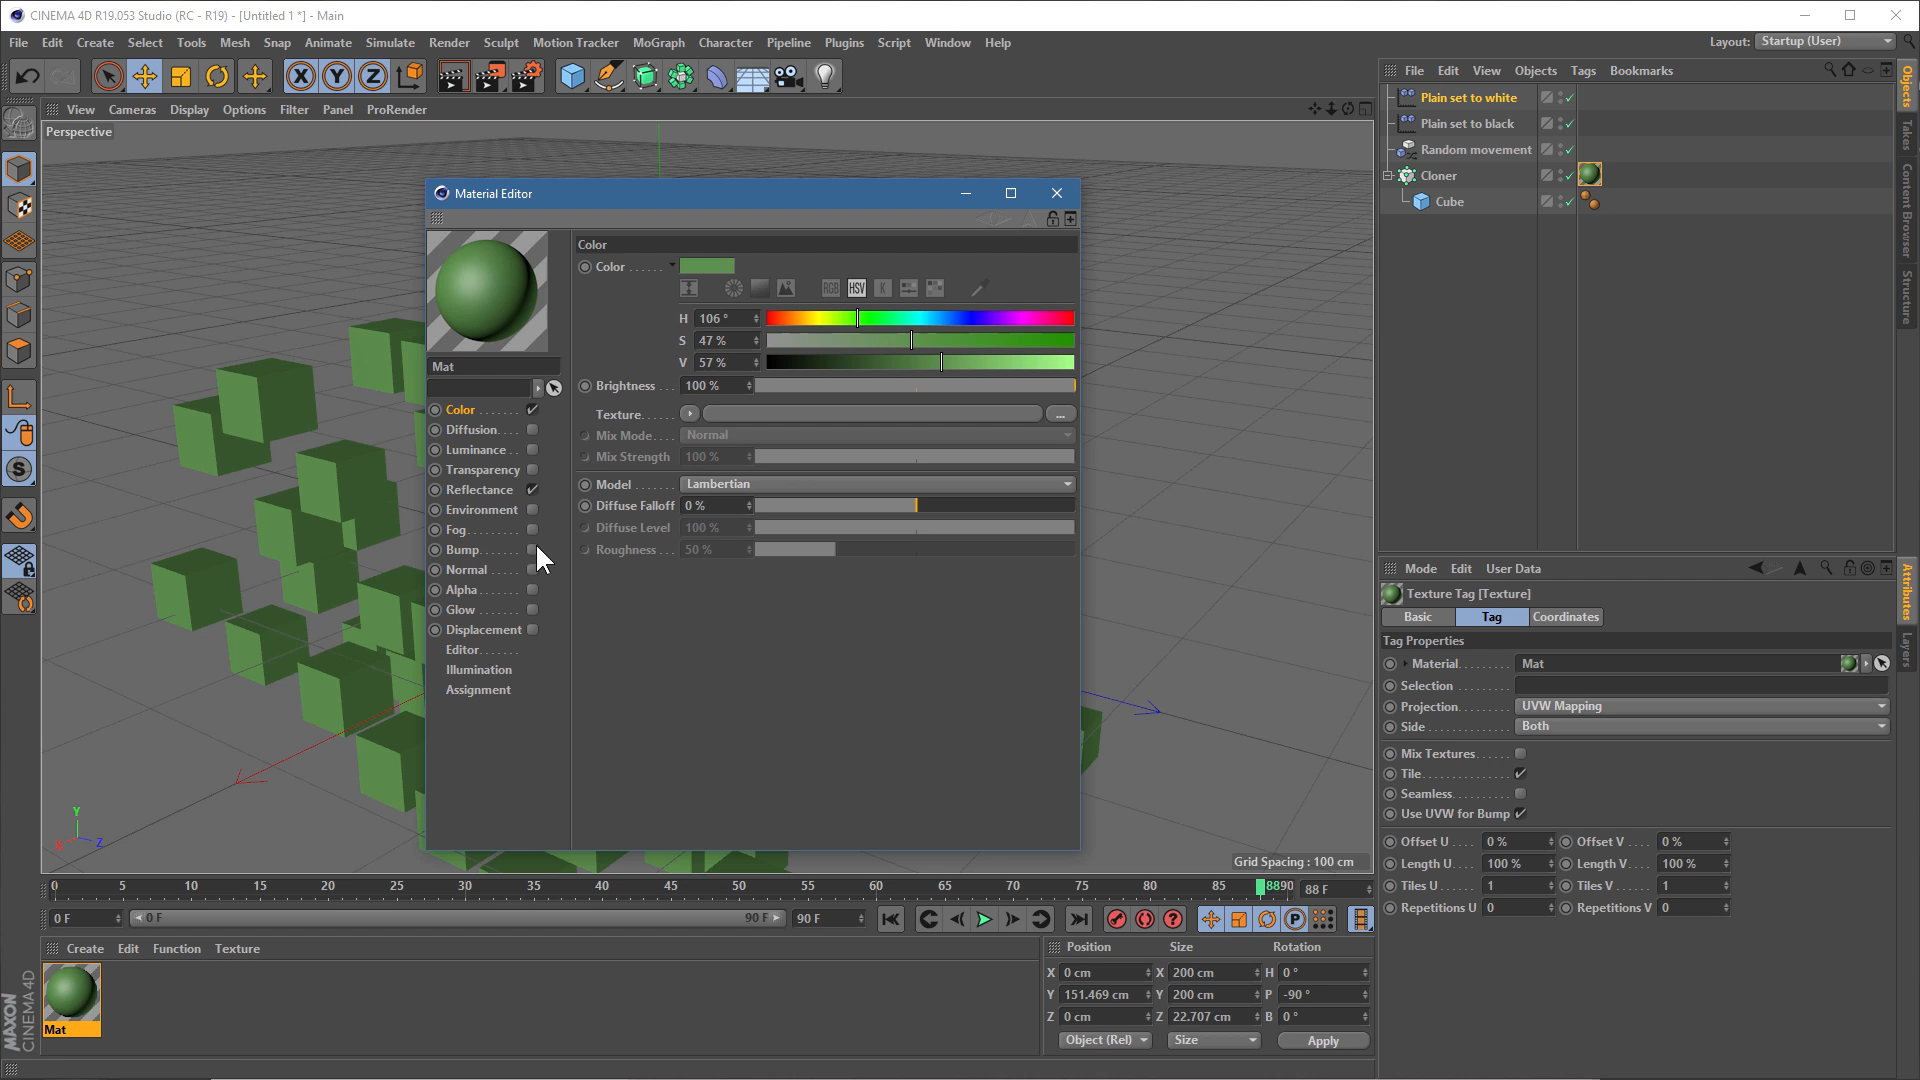 CINEMA 4D R19.053 Studio (RC - R19) - [Untitled 1 *] - Main
File Edit Create Select Tools Mesh Snap Animate Simulate Render Sculpt Motion Tracker MoGraph Character Pipeline Plugins Script Window Help
Layout: Startup (User)
File Edit View Objects Tags Bookmarks
Plain set to white
Plain set to black
Random movement
Cloner
Cube
Objects
Takes
Content Browser
Structure
View Cameras Display Options Filter Panel ProRender
Perspective
Material Editor
Color
Color ......
RGB HSV K
H 106 °
S 47 %
V 57 %
Brightness ... 100 %
Texture.....
...
Mix Mode.... Normal
Mix Strength 100 %
Model ....... Lambertian
Diffuse Falloff 0 %
Diffuse Level 100 %
Roughness ... 50 %
Mat
Color .......
Diffusion....
Luminance ..
Transparency
Reflectance
Environment
Fog........
Bump.......
Normal .....
Alpha.......
Glow .......
Displacement
Editor.......
Illumination
Assignment
Y
X
Z
Grid Spacing : 100 cm
Mode Edit User Data
Texture Tag [Texture]
Basic Tag Coordinates
Tag Properties
Material........ Mat
Selection ........
Projection........ UVW Mapping
Side ............ Both
Mix Textures.....
Tile.............
Seamless.........
Use UVW for Bump
Offset U .... 0 % Offset V .... 0 %
Length U.... 100 % Length V.... 100 %
Tiles U ...... 1 Tiles V ...... 1
Repetitions U 0 Repetitions V 0
Attributes
Layers
0 5 10 15 20 25 30 35 40 45 50 55 60 65 70 75 80 85 8890 88 F
0 F 0 F 90 F 90 F
P
Create Edit Function Texture
Mat
MAXON
CINEMA 4D
Position Size Rotation
X 0 cm X 200 cm H 0 °
Y 151.469 cm Y 200 cm P -90 °
Z 0 cm Z 22.707 cm B 0 °
Object (Rel) Size Apply